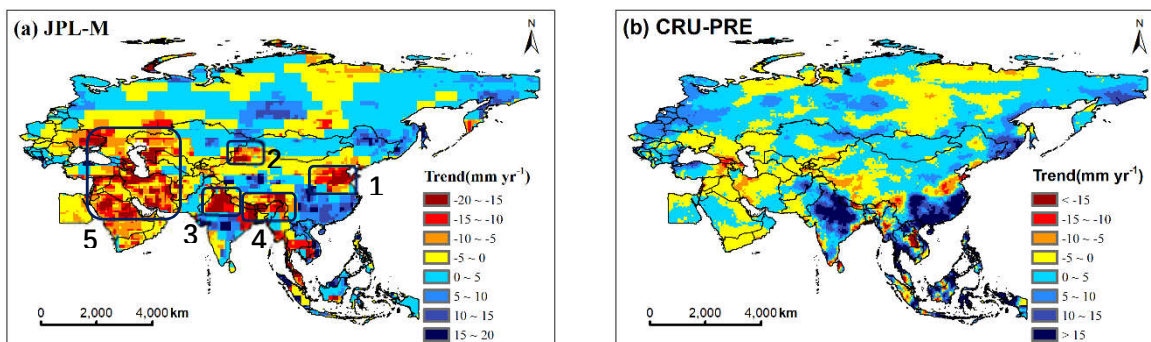 (a) JPL-M
N
1
2
3
4
5
Trend(mm yr-1)
-20 ~ -15
-15 ~ -10
-10 ~ -5
-5 ~ 0
0 ~ 5
5 ~ 10
10 ~ 15
15 ~ 20
0 2,000 4,000 km
(b) CRU-PRE
N
Trend(mm yr-1)
< -15
-15 ~ -10
-10 ~ -5
-5 ~ 0
0 ~ 5
5 ~ 10
10 ~ 15
> 15
0 2,000 4,000 km